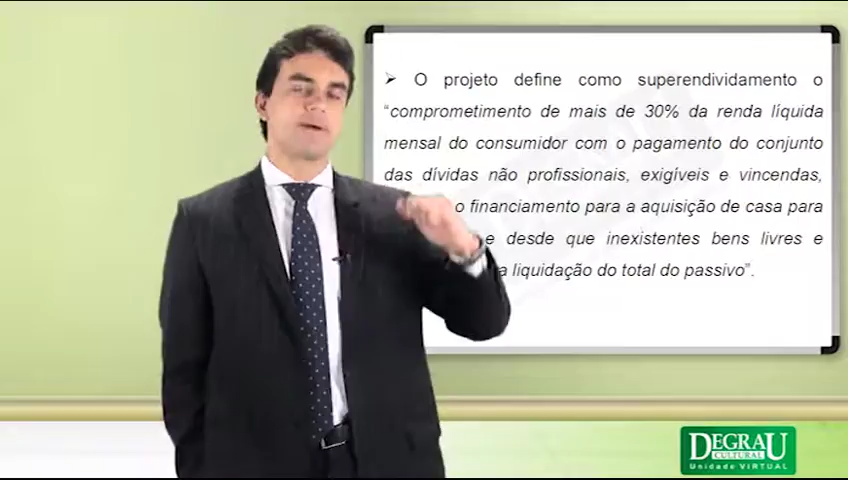 ➢ O projeto define como superendividamento o
“comprometimento de mais de 30% da renda líquida
mensal do consumidor com o pagamento do conjunto
das dívidas não profissionais, exigíveis e vincendas,
o financiamento para a aquisição de casa para
e desde que inexistentes bens livres e
a liquidação do total do passivo”.
DEGRAU
CULTURAL
Unidade VIRTUAL